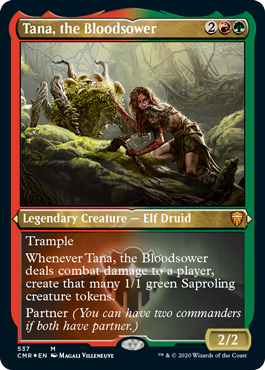 Tana, the Bloodsower 2
Legendary Creature — Elf Druid
Trample
Whenever Tana, the Bloodsower
deals combat damage to a player,
create that many 1/1 green Saproling
creature tokens.
Partner (You can have two commanders
if both have partner.)
2/2
537 M
CMR ★ EN MAGALI VILLENEUVE
™ & © 2020 Wizards of the Coast